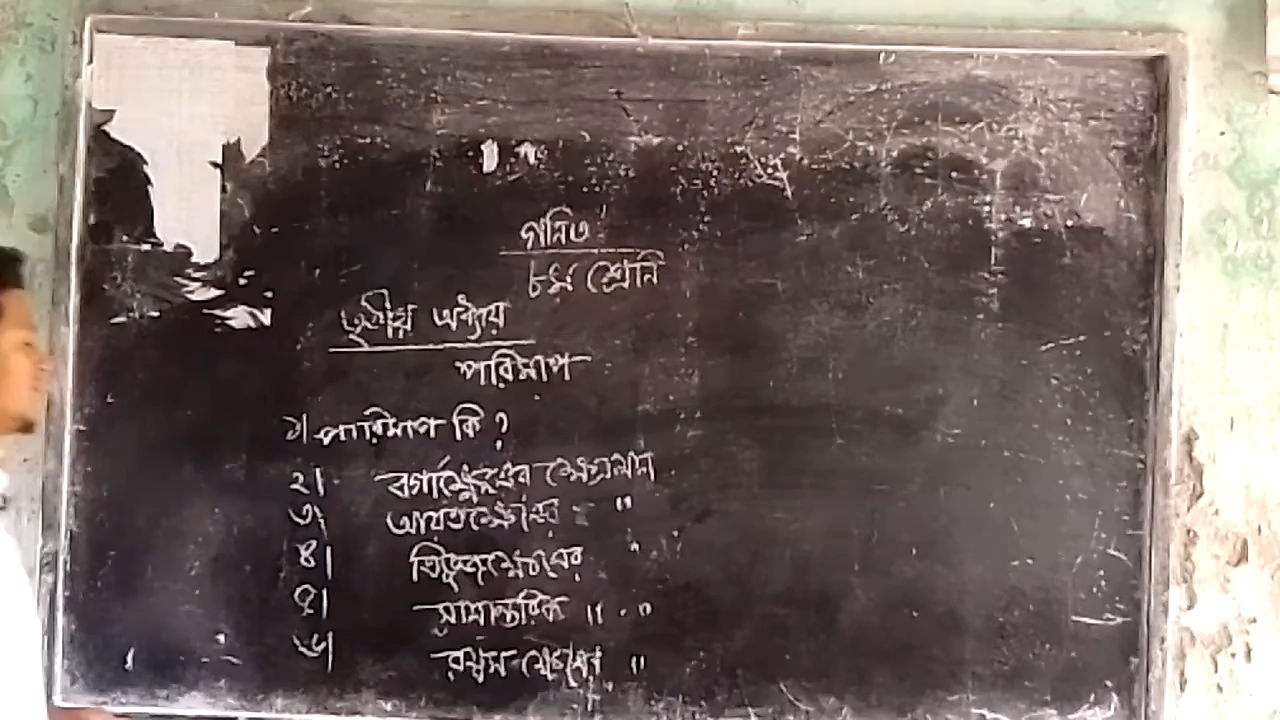 গনিত
৮ম শ্রেনি
তৃতীয় অধ্যায়
পরিমাপ
১। পরিমাপ কি ?
২। বর্গক্ষেত্রের ক্ষেত্রফল
৩। আয়তক্ষেত্রের "
৪। ত্রিভুজক্ষেত্রের "
৫। সামান্তরিক " "
৬। রম্বস ক্ষেত্রের "